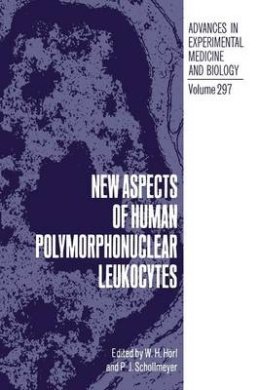 ADVANCES IN
EXPERIMENTAL
MEDICINE
AND BIOLOGY
Volume 297
NEW ASPECTS
OF HUMAN
POLYMORPHONUCLEAR
LEUKOCYTES
Edited by W. H. Hörl
and P. J. Schollmeyer